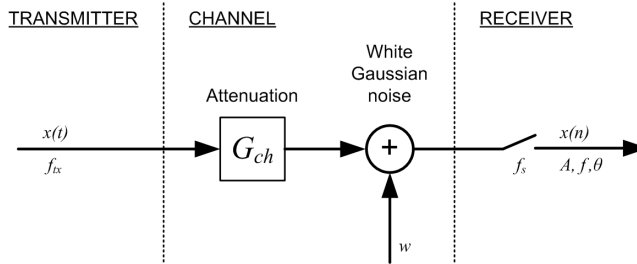 TRANSMITTER
CHANNEL
RECEIVER
White
Gaussian
noise
Attenuation
x(t)
f_tx
G_ch
+
w
f_s
x(n)
A, f, θ